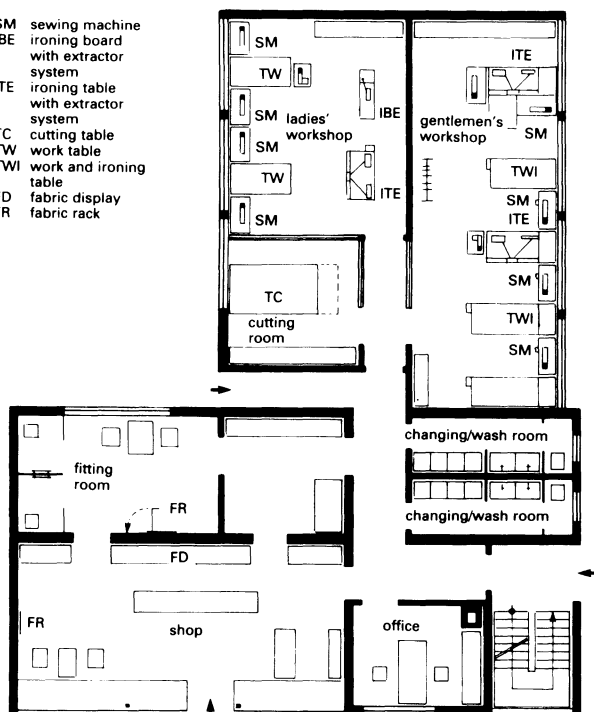 SM sewing machine
BE ironing board
with extractor
system
TE ironing table
with extractor
system
TC cutting table
TW work table
TWI work and ironing
table
FD fabric display
FR fabric rack
SM
TW
SM
SM
TW
SM
ladies'
workshop
IBE
ITE
gentlemen's
workshop
ITE
SM
TWI
SM
ITE
SM
TWI
SM
TC
cutting
room
changing/wash room
changing/wash room
fitting
room
FR
FD
FR
shop
office